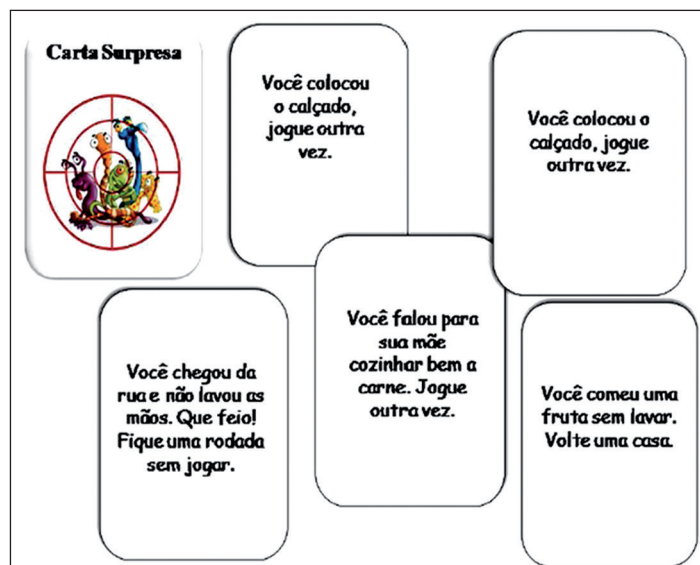 Carta Surpresa
Você colocou
o calçado,
jogue outra
vez.
Você colocou o
calçado, jogue
outra vez.
Você chegou da
rua e não lavou as
mãos. Que feio!
Fique uma rodada
sem jogar.
Você falou para
sua mãe
cozinhar bem a
carne. Jogue
outra vez.
Você comeu uma
fruta sem lavar.
Volte uma casa.